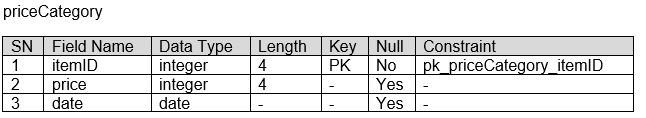 priceCategory
SN Field Name Data Type Length Key Null Constraint
1 itemID integer 4 PK No pk_priceCategory_itemID
2 price integer 4 - Yes -
3 date date - - Yes -